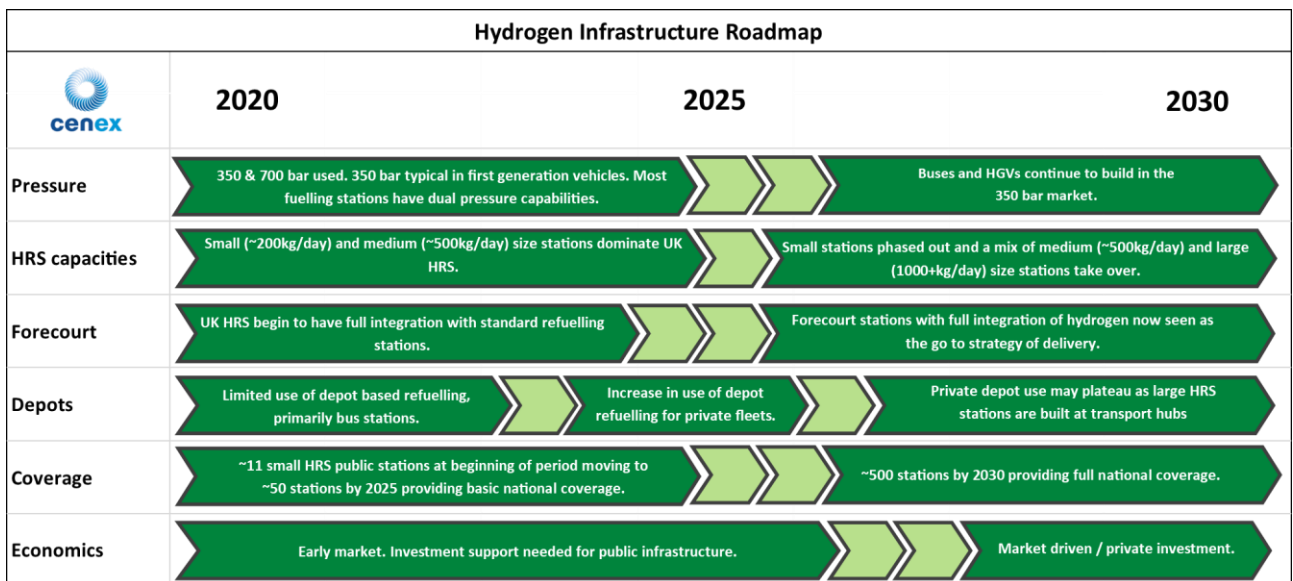 Hydrogen Infrastructure Roadmap
cenex
2020
2025
2030
Pressure
350 & 700 bar used. 350 bar typical in first generation vehicles. Most
fuelling stations have dual pressure capabilities.
Buses and HGVs continue to build in the
350 bar market.
HRS capacities
Small (~200kg/day) and medium (~500kg/day) size stations dominate UK
HRS.
Small stations phased out and a mix of medium (~500kg/day) and large
(1000+kg/day) size stations take over.
Forecourt
UK HRS begin to have full integration with standard refuelling
stations.
Forecourt stations with full integration of hydrogen now seen as
the go to strategy of delivery.
Depots
Limited use of depot based refuelling,
primarily bus stations.
Increase in use of depot
refuelling for private fleets.
Private depot use may plateau as large HRS
stations are built at transport hubs
Coverage
~11 small HRS public stations at beginning of period moving to
~50 stations by 2025 providing basic national coverage.
~500 stations by 2030 providing full national coverage.
Economics
Early market. Investment support needed for public infrastructure.
Market driven / private investment.